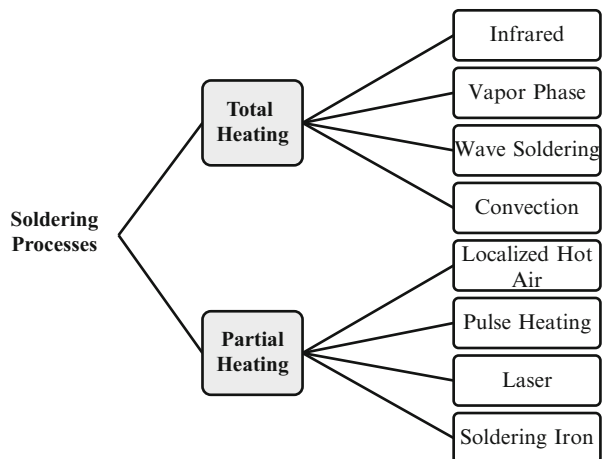 Soldering
Processes
Total
Heating
Infrared
Vapor Phase
Wave Soldering
Convection
Partial
Heating
Localized Hot
Air
Pulse Heating
Laser
Soldering Iron